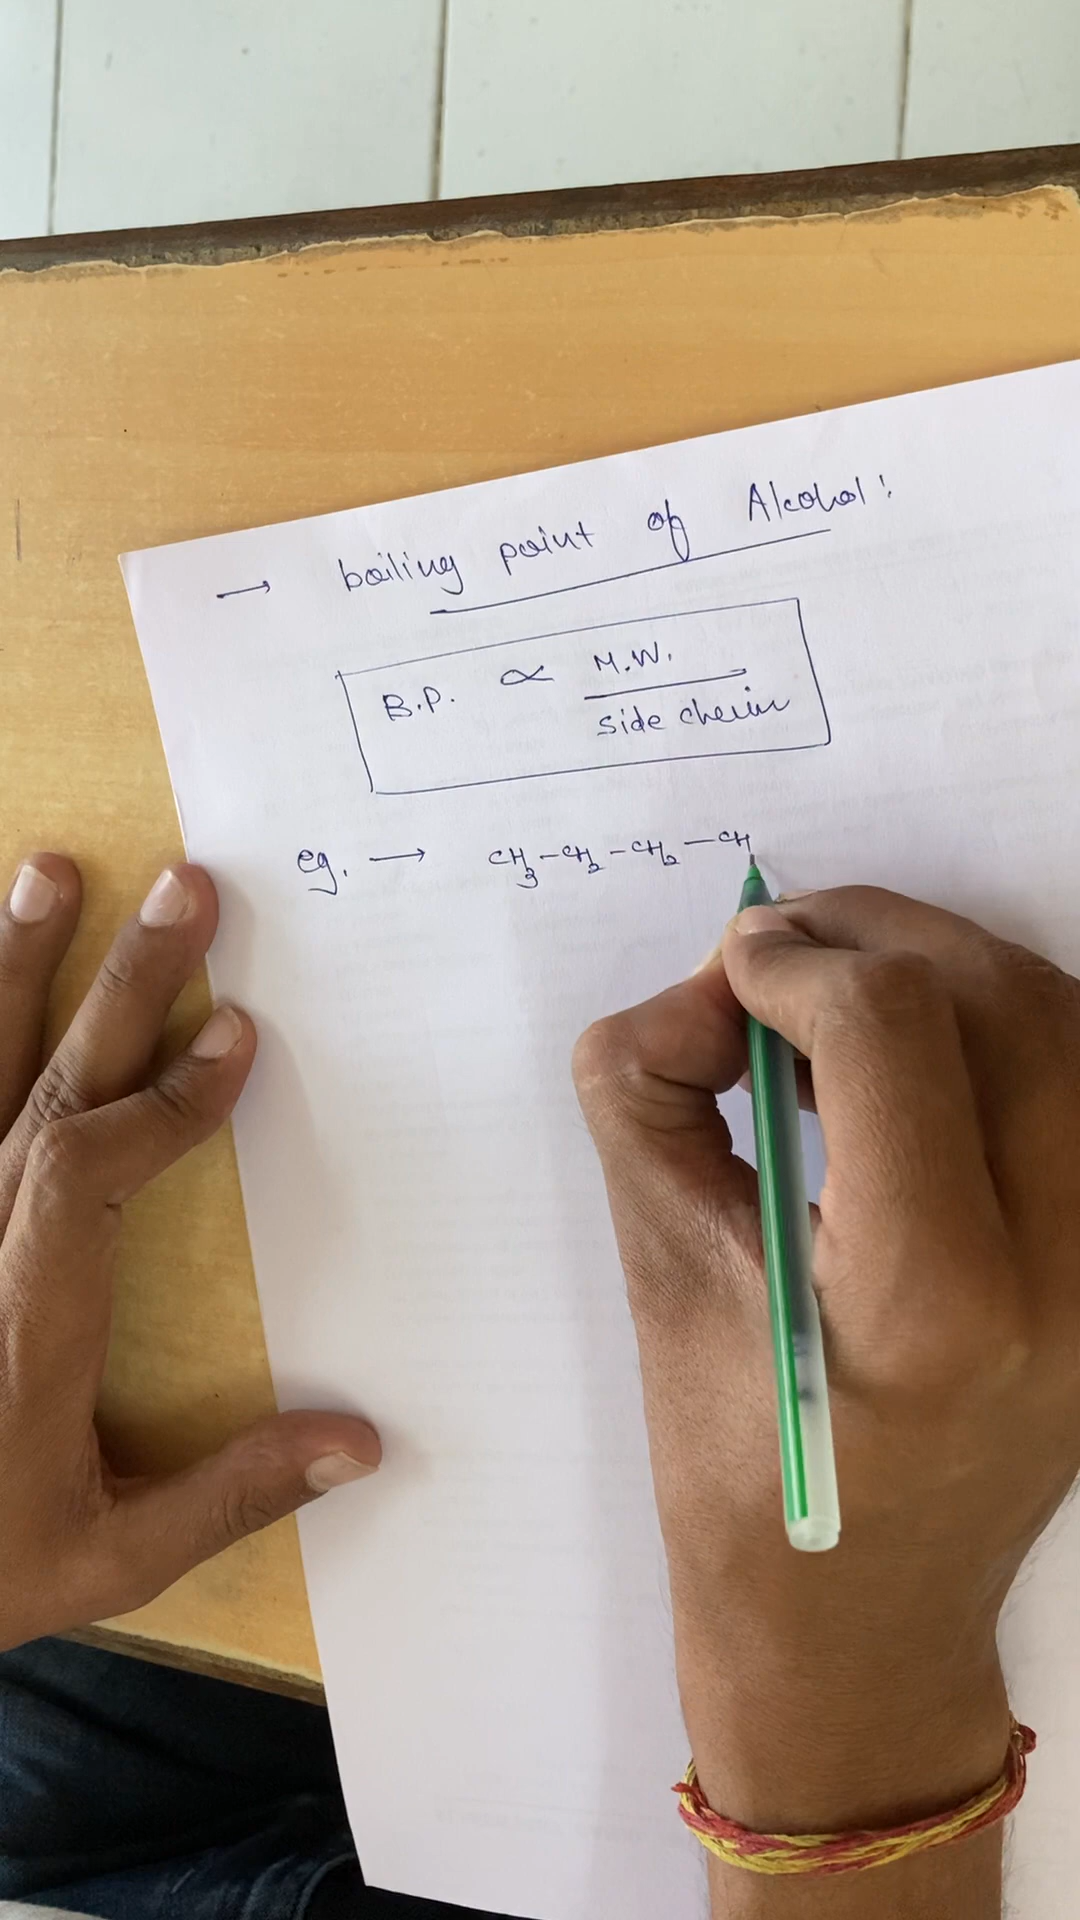 → boiling point of Alcohol:
B.P. ∝ M.W.
side chain
eg. → CH3-CH2-CH2-CH